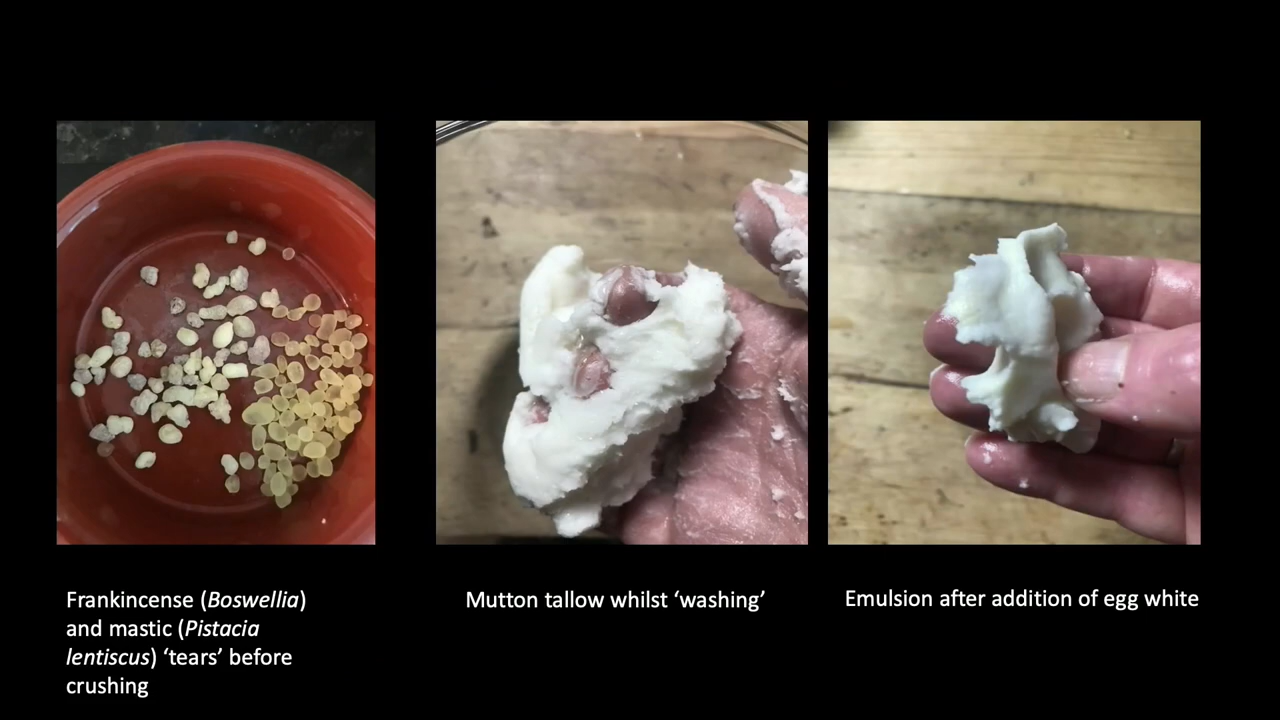 Frankincense (Boswellia)
and mastic (Pistacia
lentiscus) ‘tears’ before
crushing
Mutton tallow whilst ‘washing’
Emulsion after addition of egg white